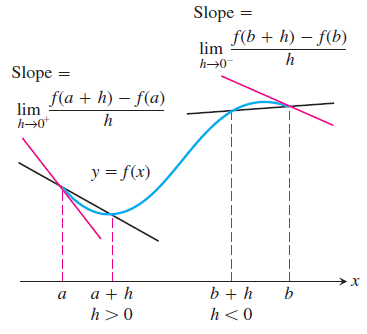 Slope =
lim h→0⁻ f(b + h) − f(b) / h
Slope =
lim h→0⁺ f(a + h) − f(a) / h
y = f(x)
x
a a + h b + h b
h > 0 h < 0